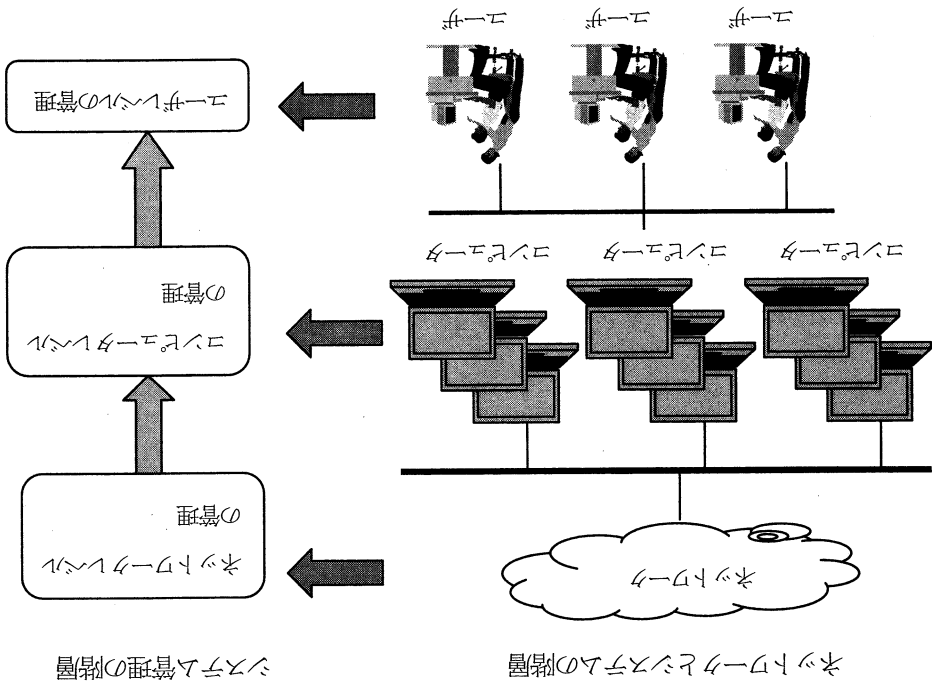 ネットワークとシステムの階層
システム管理の階層
ネットワーク
ネットワークレベル
の管理
コンピュータ
コンピュータ
コンピュータ
コンピュータレベル
の管理
ユーザ
ユーザ
ユーザ
ユーザレベルの管理